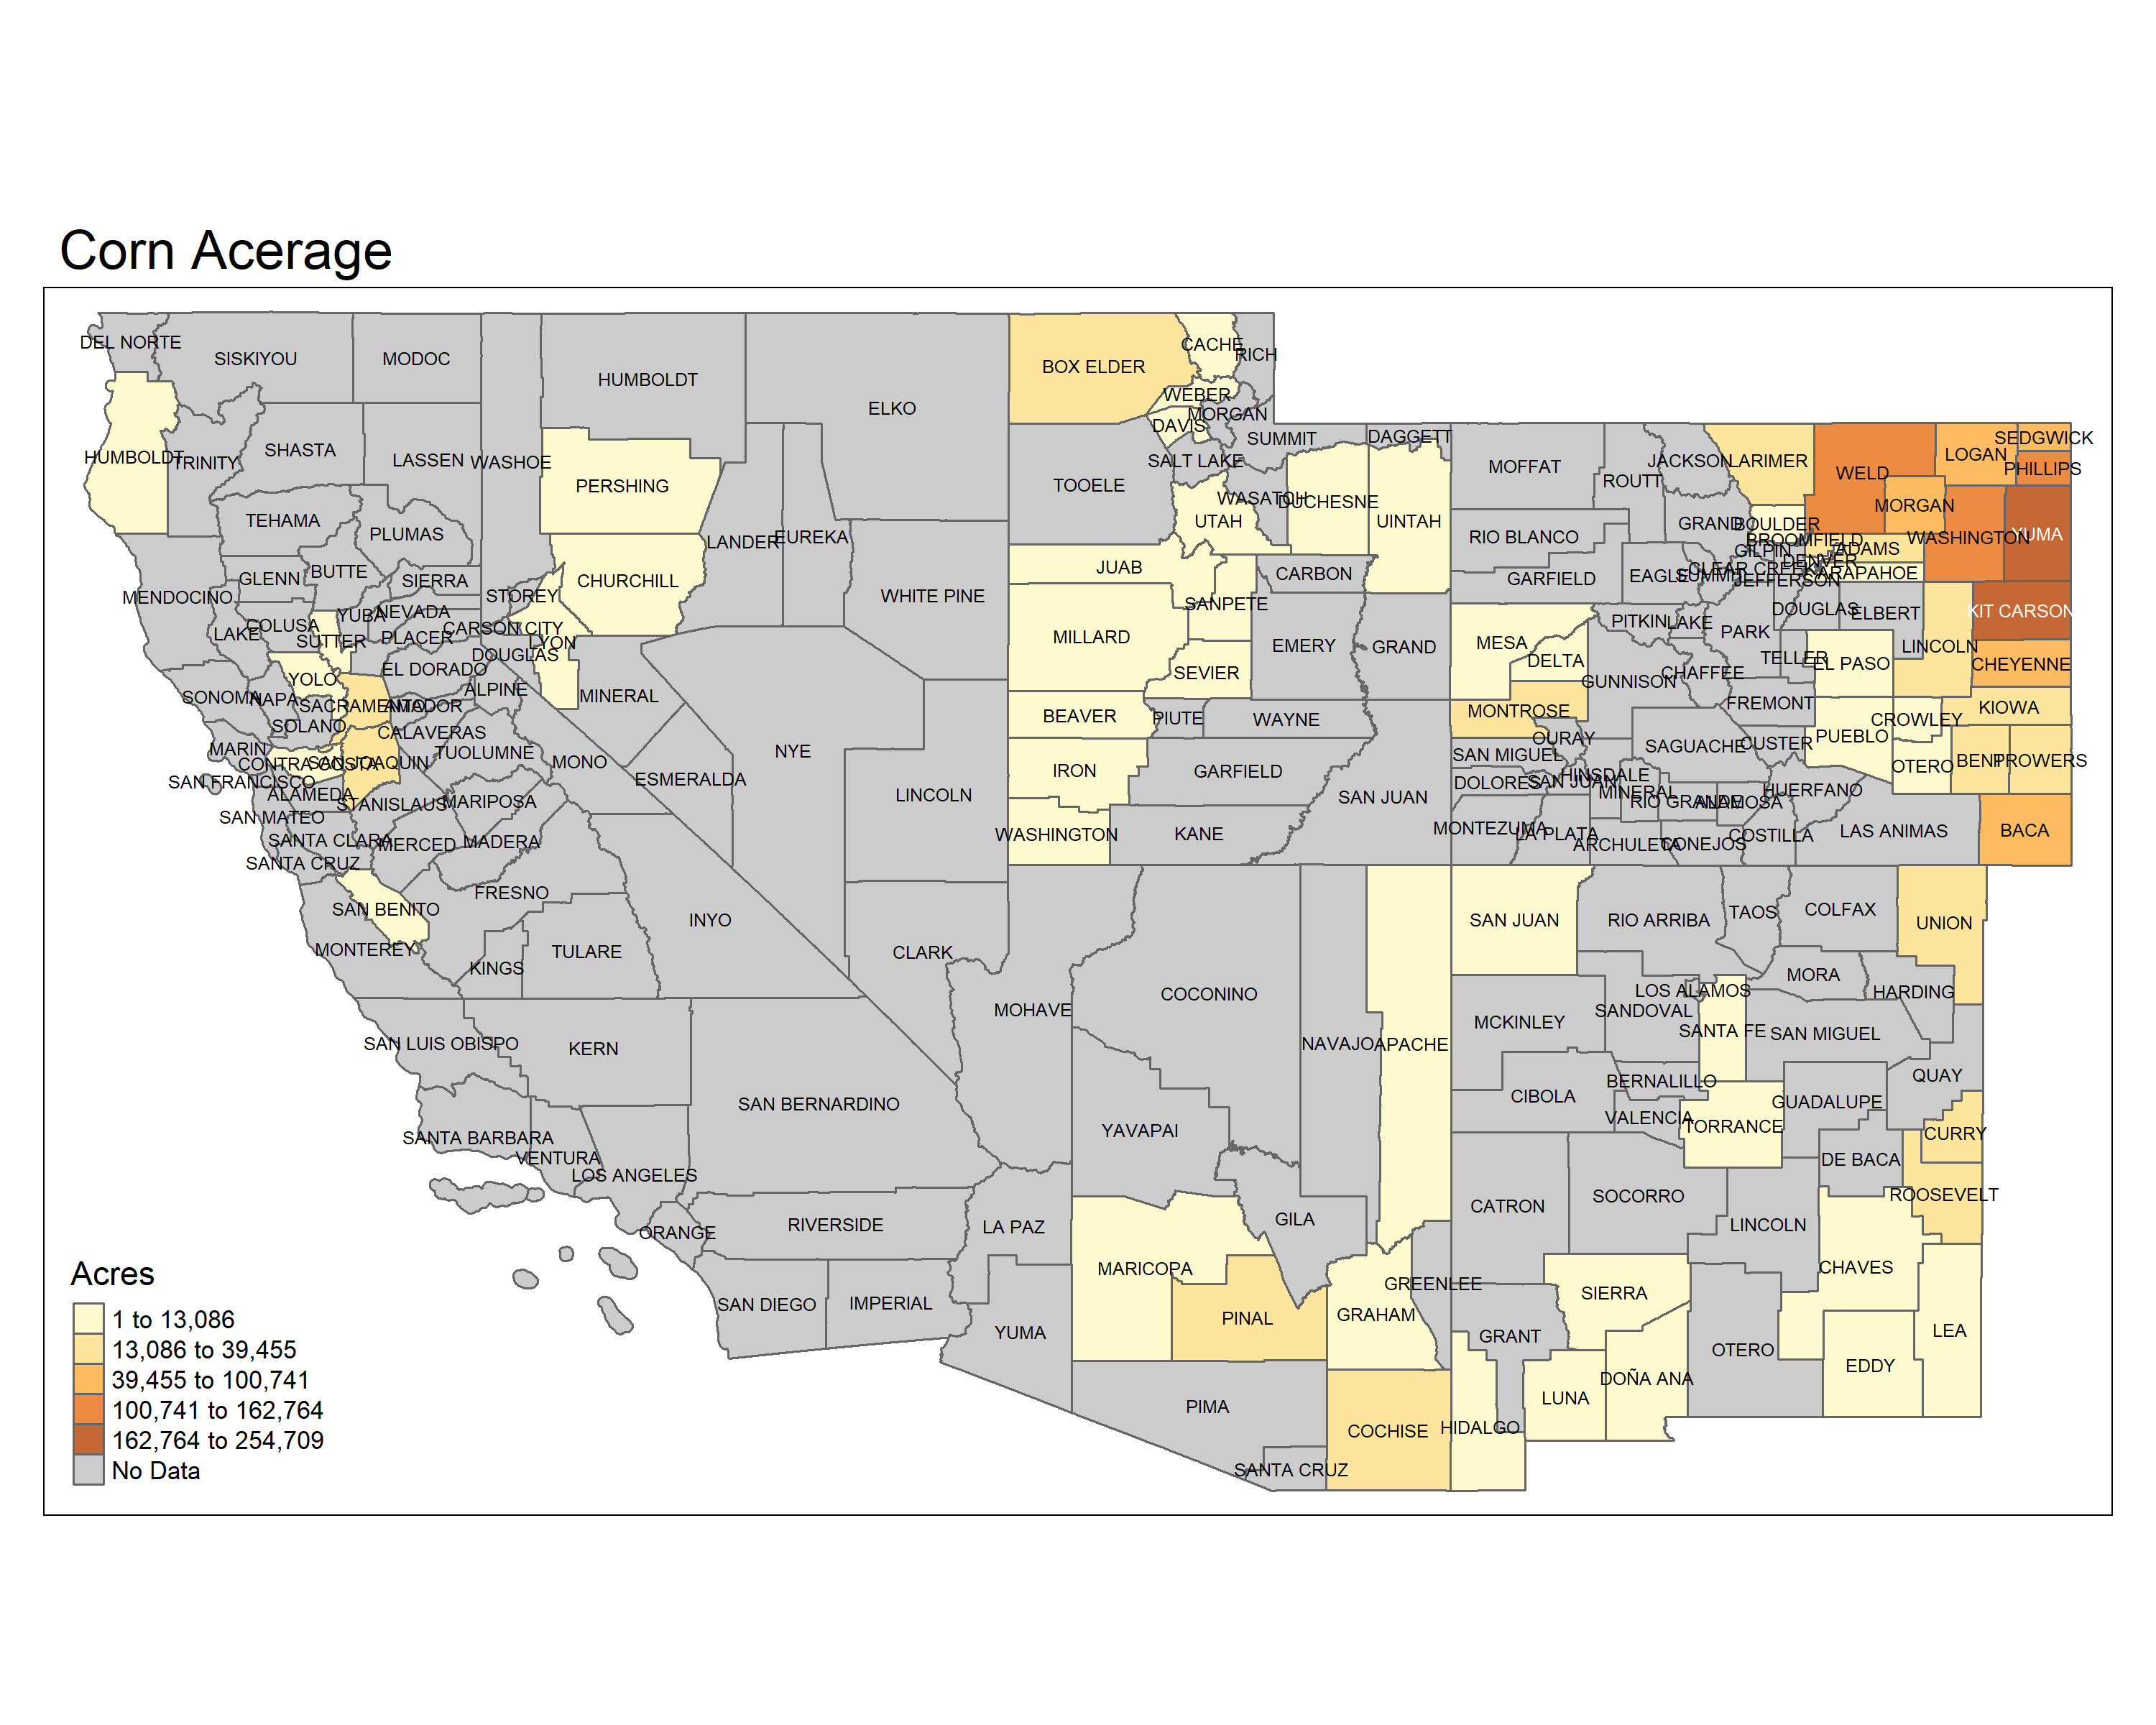 Corn Acerage
DEL NORTE
SISKIYOU
MODOC
HUMBOLDT
ELKO
BOX ELDER
CACHE
RICH
WEBER
MORGAN
DAVIS
SUMMIT
DAGGETT
HUMBOLDT
TRINITY
SHASTA
LASSEN
WASHOE
PERSHING
TOOELE
SALT LAKE
WASATCH
DUCHESNE
UINTAH
UTAH
MOFFAT
ROUTT
JACKSON
LARIMER
WELD
LOGAN
SEDGWICK
PHILLIPS
MORGAN
WASHINGTON
YUMA
TEHAMA
PLUMAS
LANDER
EUREKA
RIO BLANCO
GRAND
BOULDER
BROOMFIELD
GILPIN
ADAMS
DENVER
CLEAR CREEK
ARAPAHOE
JEFFERSON
GLENN
BUTTE
SIERRA
CHURCHILL
STOREY
WHITE PINE
JUAB
CARBON
GARFIELD
EAGLE
SUMMIT
MENDOCINO
LAKE
COLUSA
YUBA
NEVADA
SUTTER
PLACER
CARSON CITY
LYON
DOUGLAS
EL DORADO
SANPETE
MILLARD
EMERY
GRAND
SEVIER
MESA
DELTA
PITKIN
LAKE
PARK
DOUGLAS
ELBERT
KIT CARSON
LINCOLN
TELLER
EL PASO
CHEYENNE
CHAFFEE
GUNNISON
FREMONT
YOLO
SONOMA
NAPA
SACRAMENTO
AMADOR
ALPINE
MINERAL
SOLANO
CALAVERAS
BEAVER
PIUTE
WAYNE
MONTROSE
OURAY
SAGUACHE
CUSTER
PUEBLO
CROWLEY
KIOWA
MARIN
CONTRA COSTA
SAN JOAQUIN
TUOLUMNE
MONO
NYE
ESMERALDA
LINCOLN
IRON
GARFIELD
SAN JUAN
SAN MIGUEL
DOLORES
SAN JUAN
HINSDALE
MINERAL
RIO GRANDE
ALAMOSA
HUERFANO
OTERO
BENT
PROWERS
SAN FRANCISCO
ALAMEDA
STANISLAUS
MARIPOSA
SAN MATEO
SANTA CLARA
MERCED
MADERA
SANTA CRUZ
WASHINGTON
KANE
MONTEZUMA
LA PLATA
ARCHULETA
CONEJOS
COSTILLA
LAS ANIMAS
BACA
FRESNO
SAN BENITO
INYO
MONTEREY
KINGS
TULARE
CLARK
SAN JUAN
RIO ARRIBA
TAOS
COLFAX
UNION
MOHAVE
COCONINO
NAVAJO
APACHE
MCKINLEY
LOS ALAMOS
SANDOVAL
SANTA FE
MORA
HARDING
SAN MIGUEL
SAN LUIS OBISPO
KERN
SAN BERNARDINO
YAVAPAI
CIBOLA
BERNALILLO
VALENCIA
TORRANCE
GUADALUPE
QUAY
CURRY
DE BACA
SANTA BARBARA
VENTURA
LOS ANGELES
ORANGE
RIVERSIDE
LA PAZ
GILA
CATRON
SOCORRO
LINCOLN
ROOSEVELT
MARICOPA
GREENLEE
SIERRA
CHAVES
SAN DIEGO
IMPERIAL
YUMA
PINAL
GRAHAM
GRANT
OTERO
LEA
EDDY
PIMA
COCHISE
HIDALGO
LUNA
DOÑA ANA
SANTA CRUZ
Acres
1 to 13,086
13,086 to 39,455
39,455 to 100,741
100,741 to 162,764
162,764 to 254,709
No Data